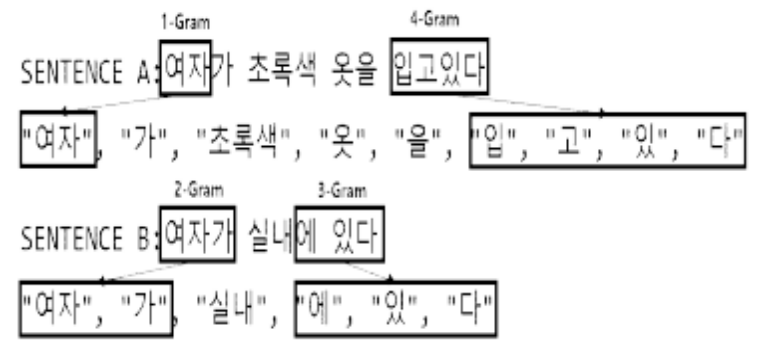 1-Gram 4-Gram
SENTENCE A:여자가 초록색 옷을 입고있다
"여자", "가", "초록색", "옷", "을", "입", "고", "있", "다"
2-Gram 3-Gram
SENTENCE B:여자가 실내에 있다
"여자", "가", "실내", "에", "있", "다"